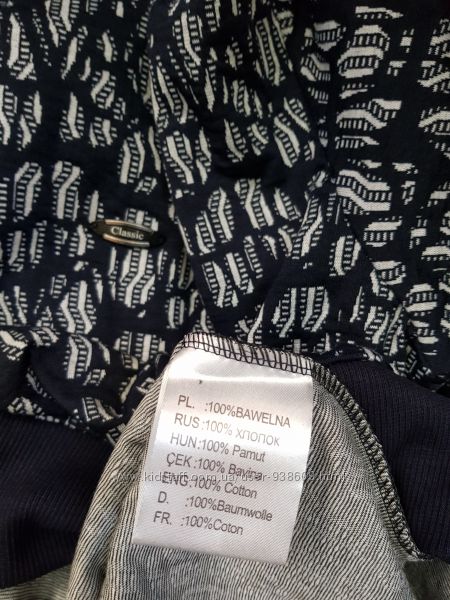 Classic
PL. :100%BAWELNA
RUS :100% ХЛОПОК
HUN:100% Pamut
ÇEK:100% Bavina
ENG:100% Cotton
D. :100%Baumwolle
FR. :100%Coton